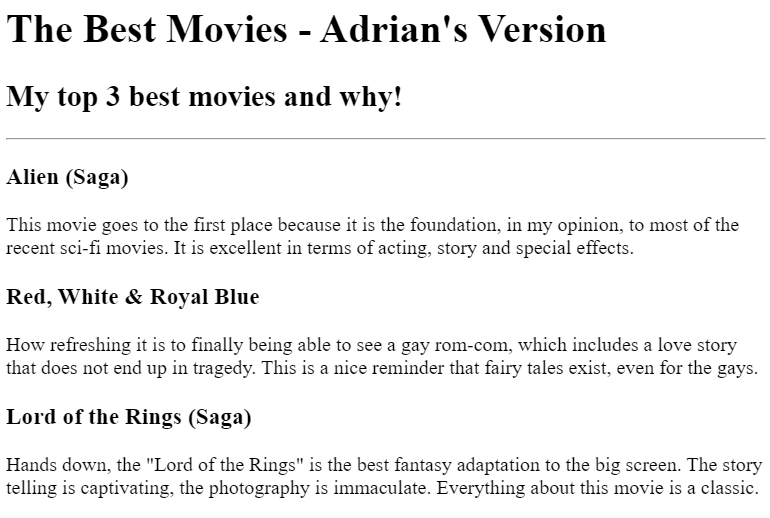 The Best Movies - Adrian's Version
My top 3 best movies and why!
Alien (Saga)
This movie goes to the first place because it is the foundation, in my opinion, to most of the
recent sci-fi movies. It is excellent in terms of acting, story and special effects.
Red, White & Royal Blue
How refreshing it is to finally being able to see a gay rom-com, which includes a love story
that does not end up in tragedy. This is a nice reminder that fairy tales exist, even for the gays.
Lord of the Rings (Saga)
Hands down, the "Lord of the Rings" is the best fantasy adaptation to the big screen. The story
telling is captivating, the photography is immaculate. Everything about this movie is a classic.